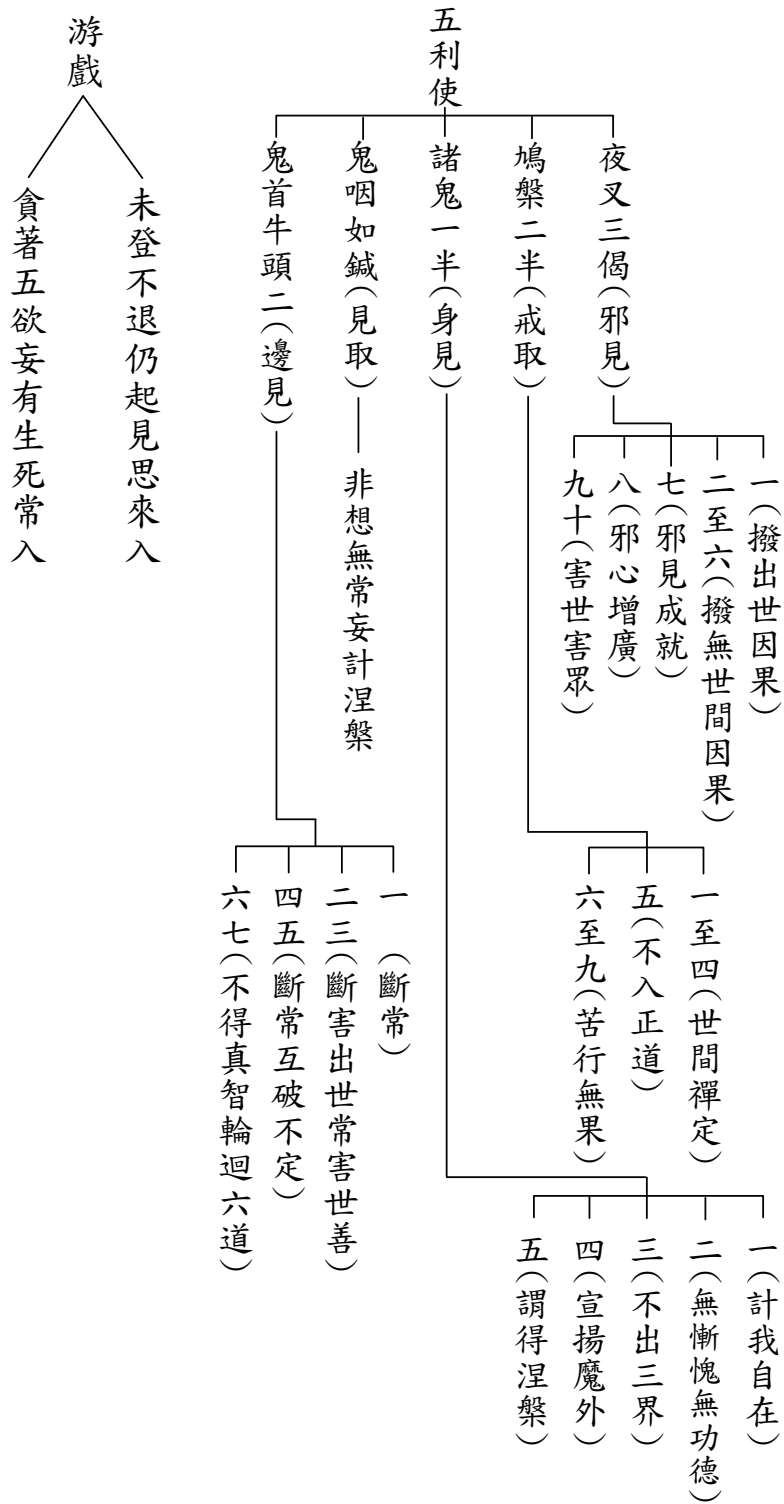 五利使
夜叉三偈(邪見)
一(撥出世因果)
二至六(撥無世間因果)
七(邪見成就)
八(邪心增廣)
九十(害世害眾)
鳩槃二半(戒取)
一至四(世間禪定)
五(不入正道)
六至九(苦行無果)
諸鬼一半(身見)
一(計我自在)
二(無慚愧無功德)
三(不出三界)
四(宣揚魔外)
五(謂得涅槃)
鬼咽如鍼(見取)
非想無常妄計涅槃
鬼首牛頭二(邊見)
一 (斷常)
二三(斷害出世常害世善)
四五(斷常互破不定)
六七(不得真智輪迴六道)
游戲
未登不退仍起見思來入
貪著五欲妄有生死常入